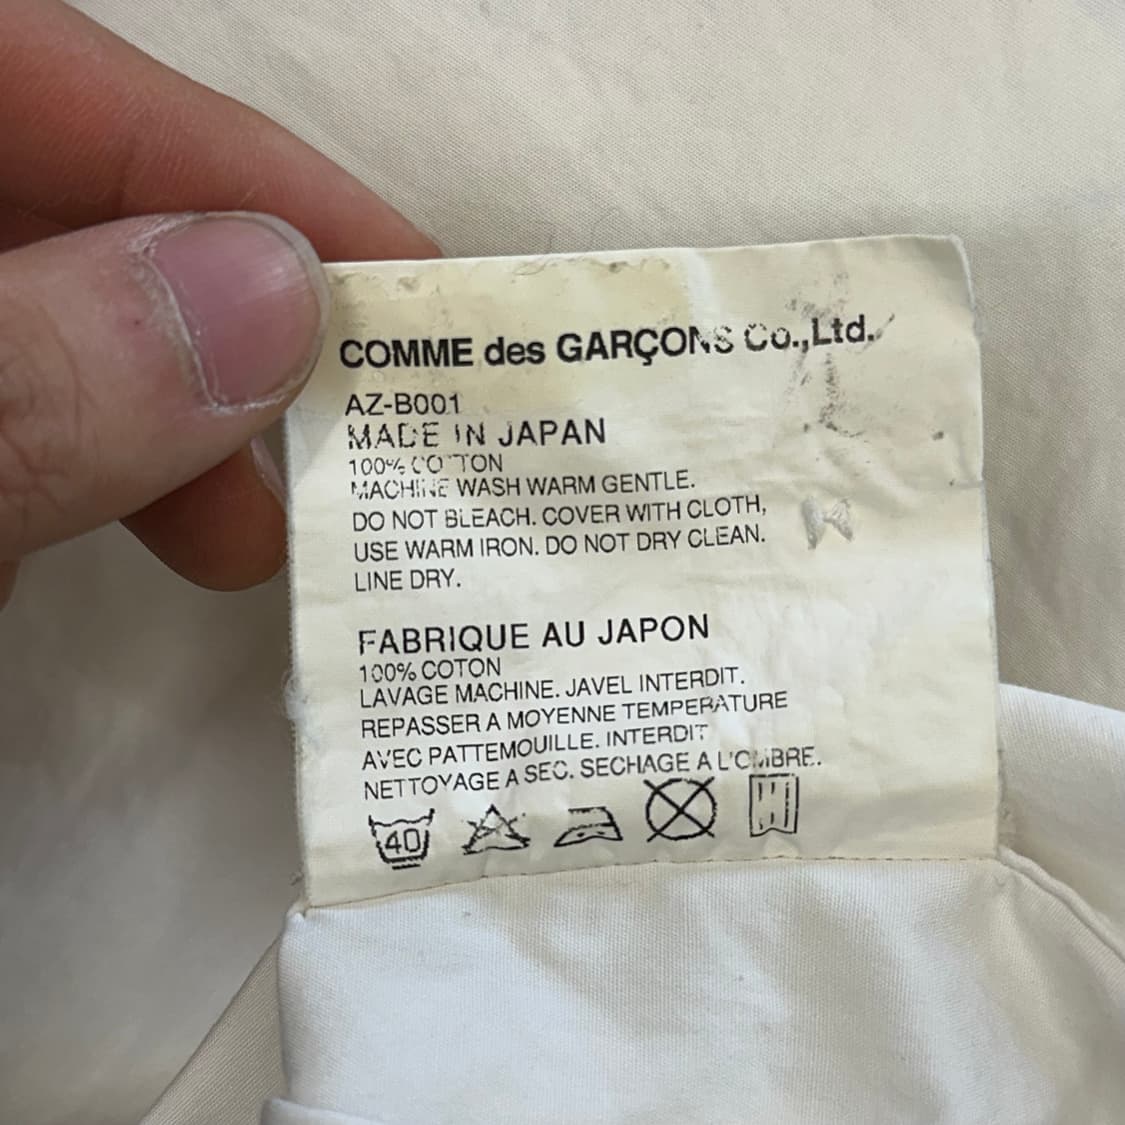 COMME des GARÇONS Co.,Ltd.
AZ-B001
MADE IN JAPAN
100% COTTON
MACHINE WASH WARM GENTLE.
DO NOT BLEACH. COVER WITH CLOTH,
USE WARM IRON. DO NOT DRY CLEAN.
LINE DRY.
FABRIQUE AU JAPON
100% COTON
LAVAGE MACHINE. JAVEL INTERDIT.
REPASSER A MOYENNE TEMPERATURE
AVEC PATTEMOUILLE. INTERDIT
NETTOYAGE A SEC. SECHAGE A L'OMBRE.
40